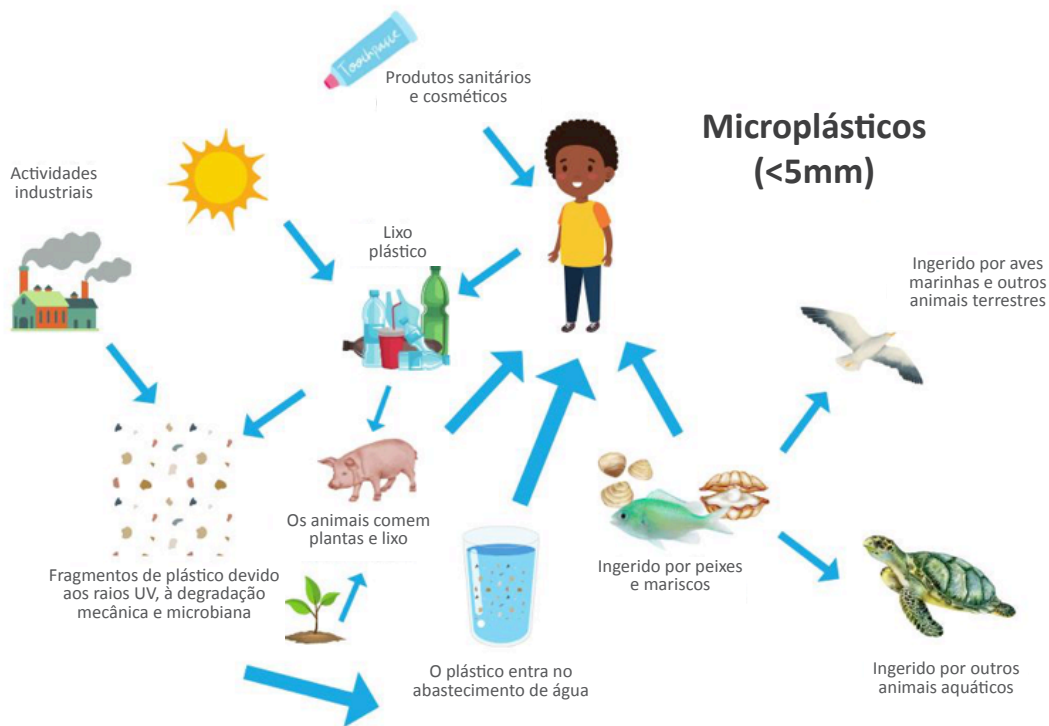 Toothpaste
Produtos sanitários
e cosméticos
Microplásticos
(<5mm)
Actividades
industriais
Lixo
plástico
Ingerido por aves
marinhas e outros
animais terrestres
Os animais comem
plantas e lixo
Fragmentos de plástico devido
aos raios UV, à degradação
mecânica e microbiana
Ingerido por peixes
e mariscos
O plástico entra no
abastecimento de água
Ingerido por outros
animais aquáticos